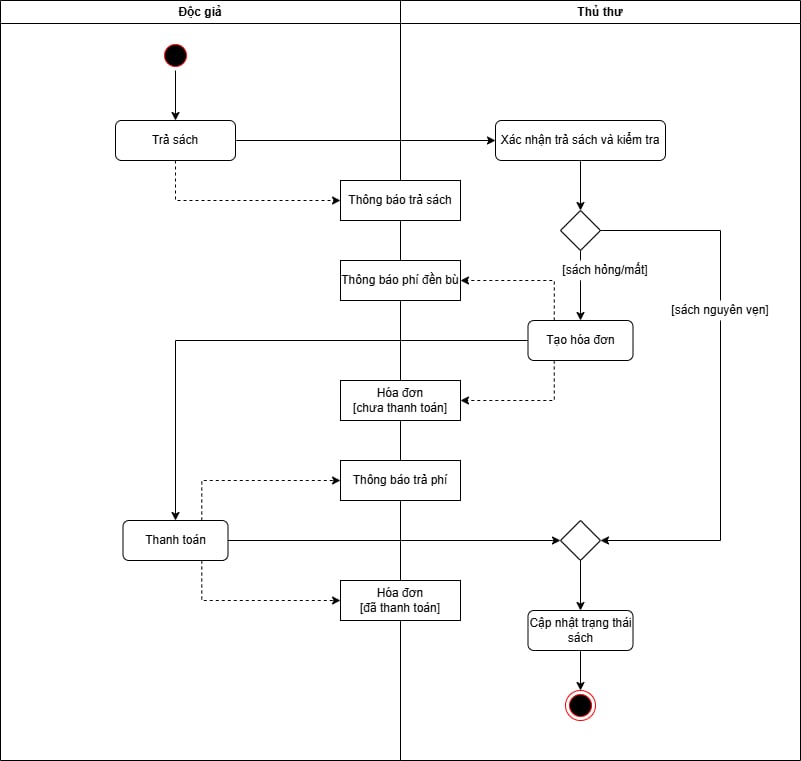 Độc giả
Thủ thư
Trả sách
Xác nhận trả sách và kiểm tra
Thông báo trả sách
[sách hỏng/mất]
Thông báo phí đền bù
[sách nguyên vẹn]
Tạo hóa đơn
Hóa đơn
[chưa thanh toán]
Thông báo trả phí
Thanh toán
Hóa đơn
[đã thanh toán]
Cập nhật trạng thái
sách